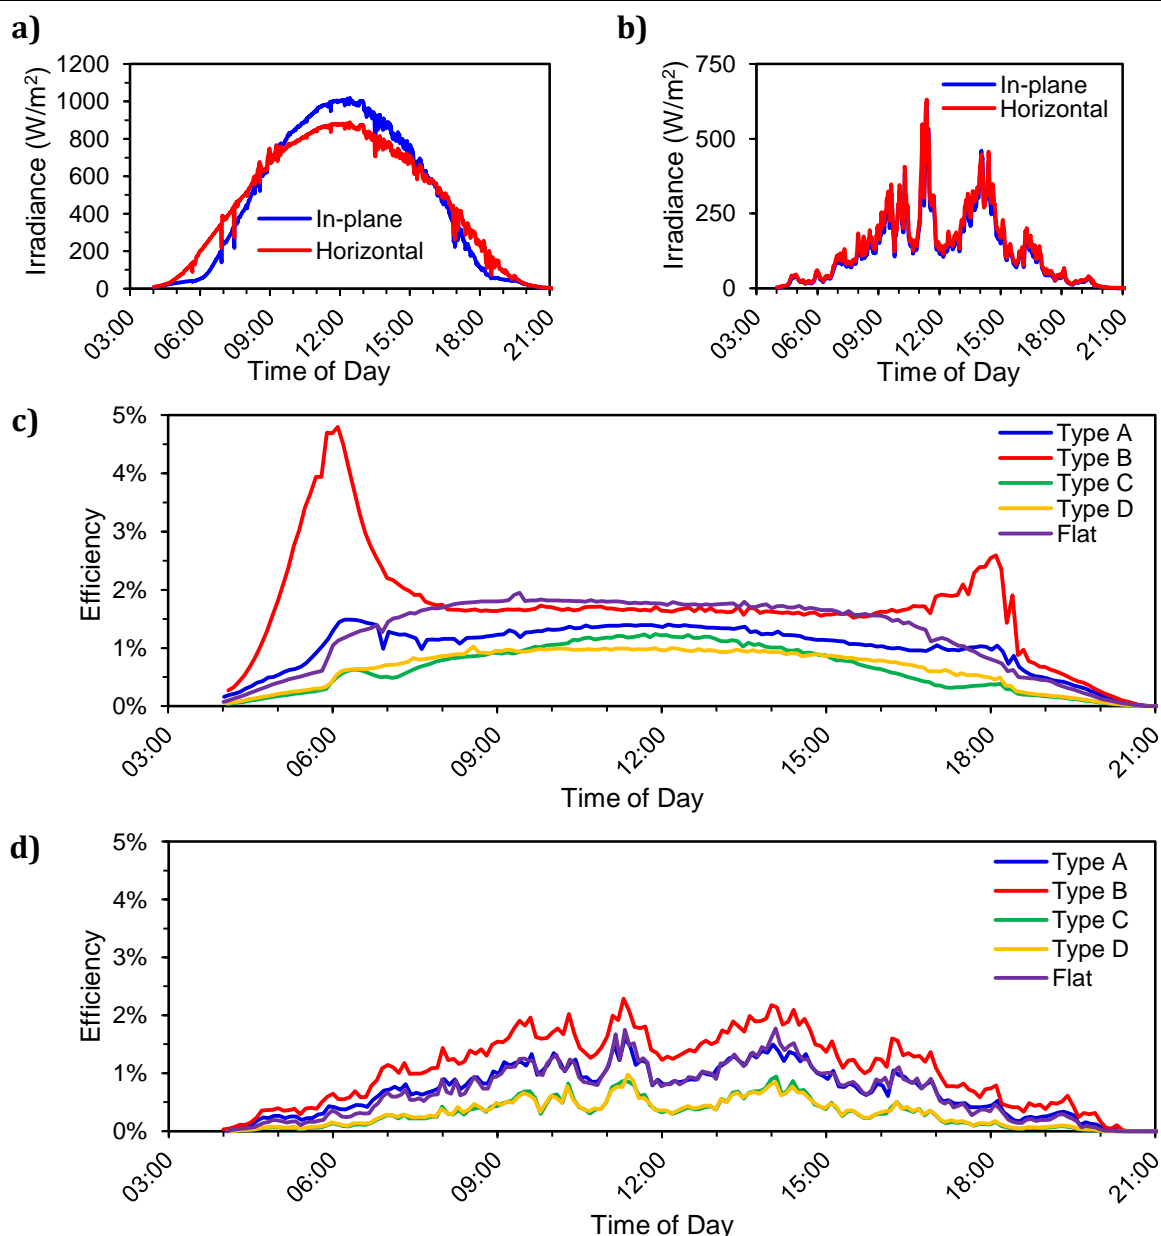 a)
Irradiance (W/m2)
1200
1000
800
600
400
200
0
In-plane
Horizontal
03:00
06:00
09:00
12:00
15:00
18:00
21:00
Time of Day
b)
Irradiance (W/m2)
750
500
250
0
In-plane
Horizontal
03:00
06:00
09:00
12:00
15:00
18:00
21:00
Time of Day
c)
Efficiency
5%
4%
3%
2%
1%
0%
Type A
Type B
Type C
Type D
Flat
03:00
06:00
09:00
12:00
15:00
18:00
21:00
Time of Day
d)
Efficiency
5%
4%
3%
2%
1%
0%
Type A
Type B
Type C
Type D
Flat
03:00
06:00
09:00
12:00
15:00
18:00
21:00
Time of Day